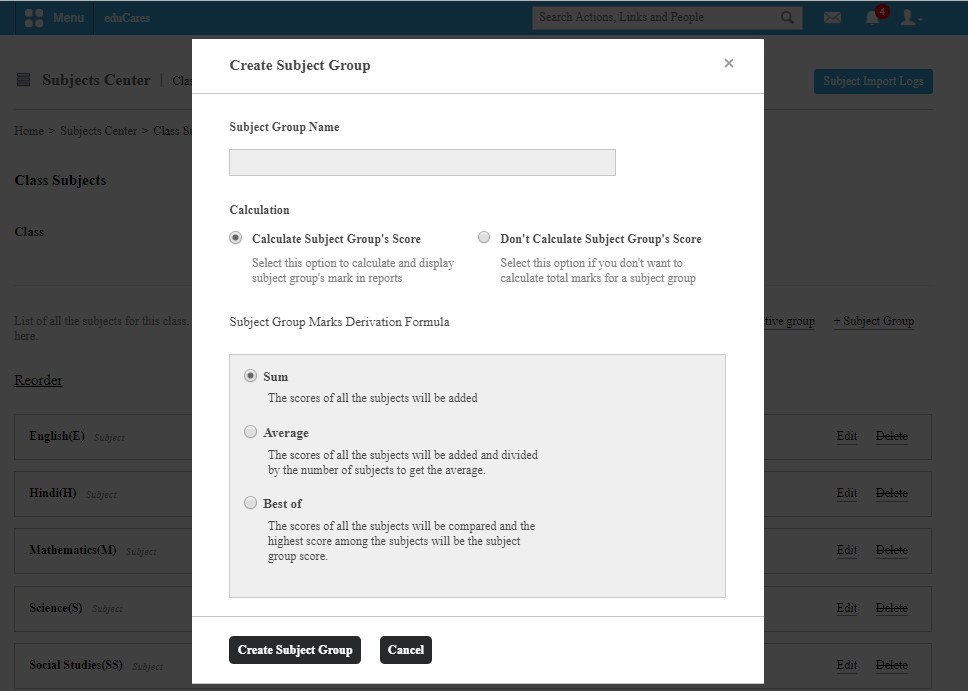 Menu
eduCares
Search Actions, Links and People
4
Create Subject Group
×
Subjects Center
Subject Import Logs
Home > Subjects Center >
Subject Group Name
Class Subjects
Calculation
Class
Calculate Subject Group's Score
Don't Calculate Subject Group's Score
Select this option to calculate and display
subject group's mark in reports
Select this option if you don't want to
calculate total marks for a subject group
List of all the subjects for this class
here.
Subject Group Marks Derivation Formula
group
+ Subject Group
Reorder
Sum
The scores of all the subjects will be added
Average
The scores of all the subjects will be added and divided
by the number of subjects to get the average.
Best of
The scores of all the subjects will be compared and the
highest score among the subjects will be the subject
group score.
English(E) Subject
Edit Delete
Hindi(H) Subject
Edit Delete
Mathematics(M) Subject
Edit Delete
Science(S) Subject
Edit Delete
Social Studies(SS) Subject
Edit Delete
Create Subject Group
Cancel